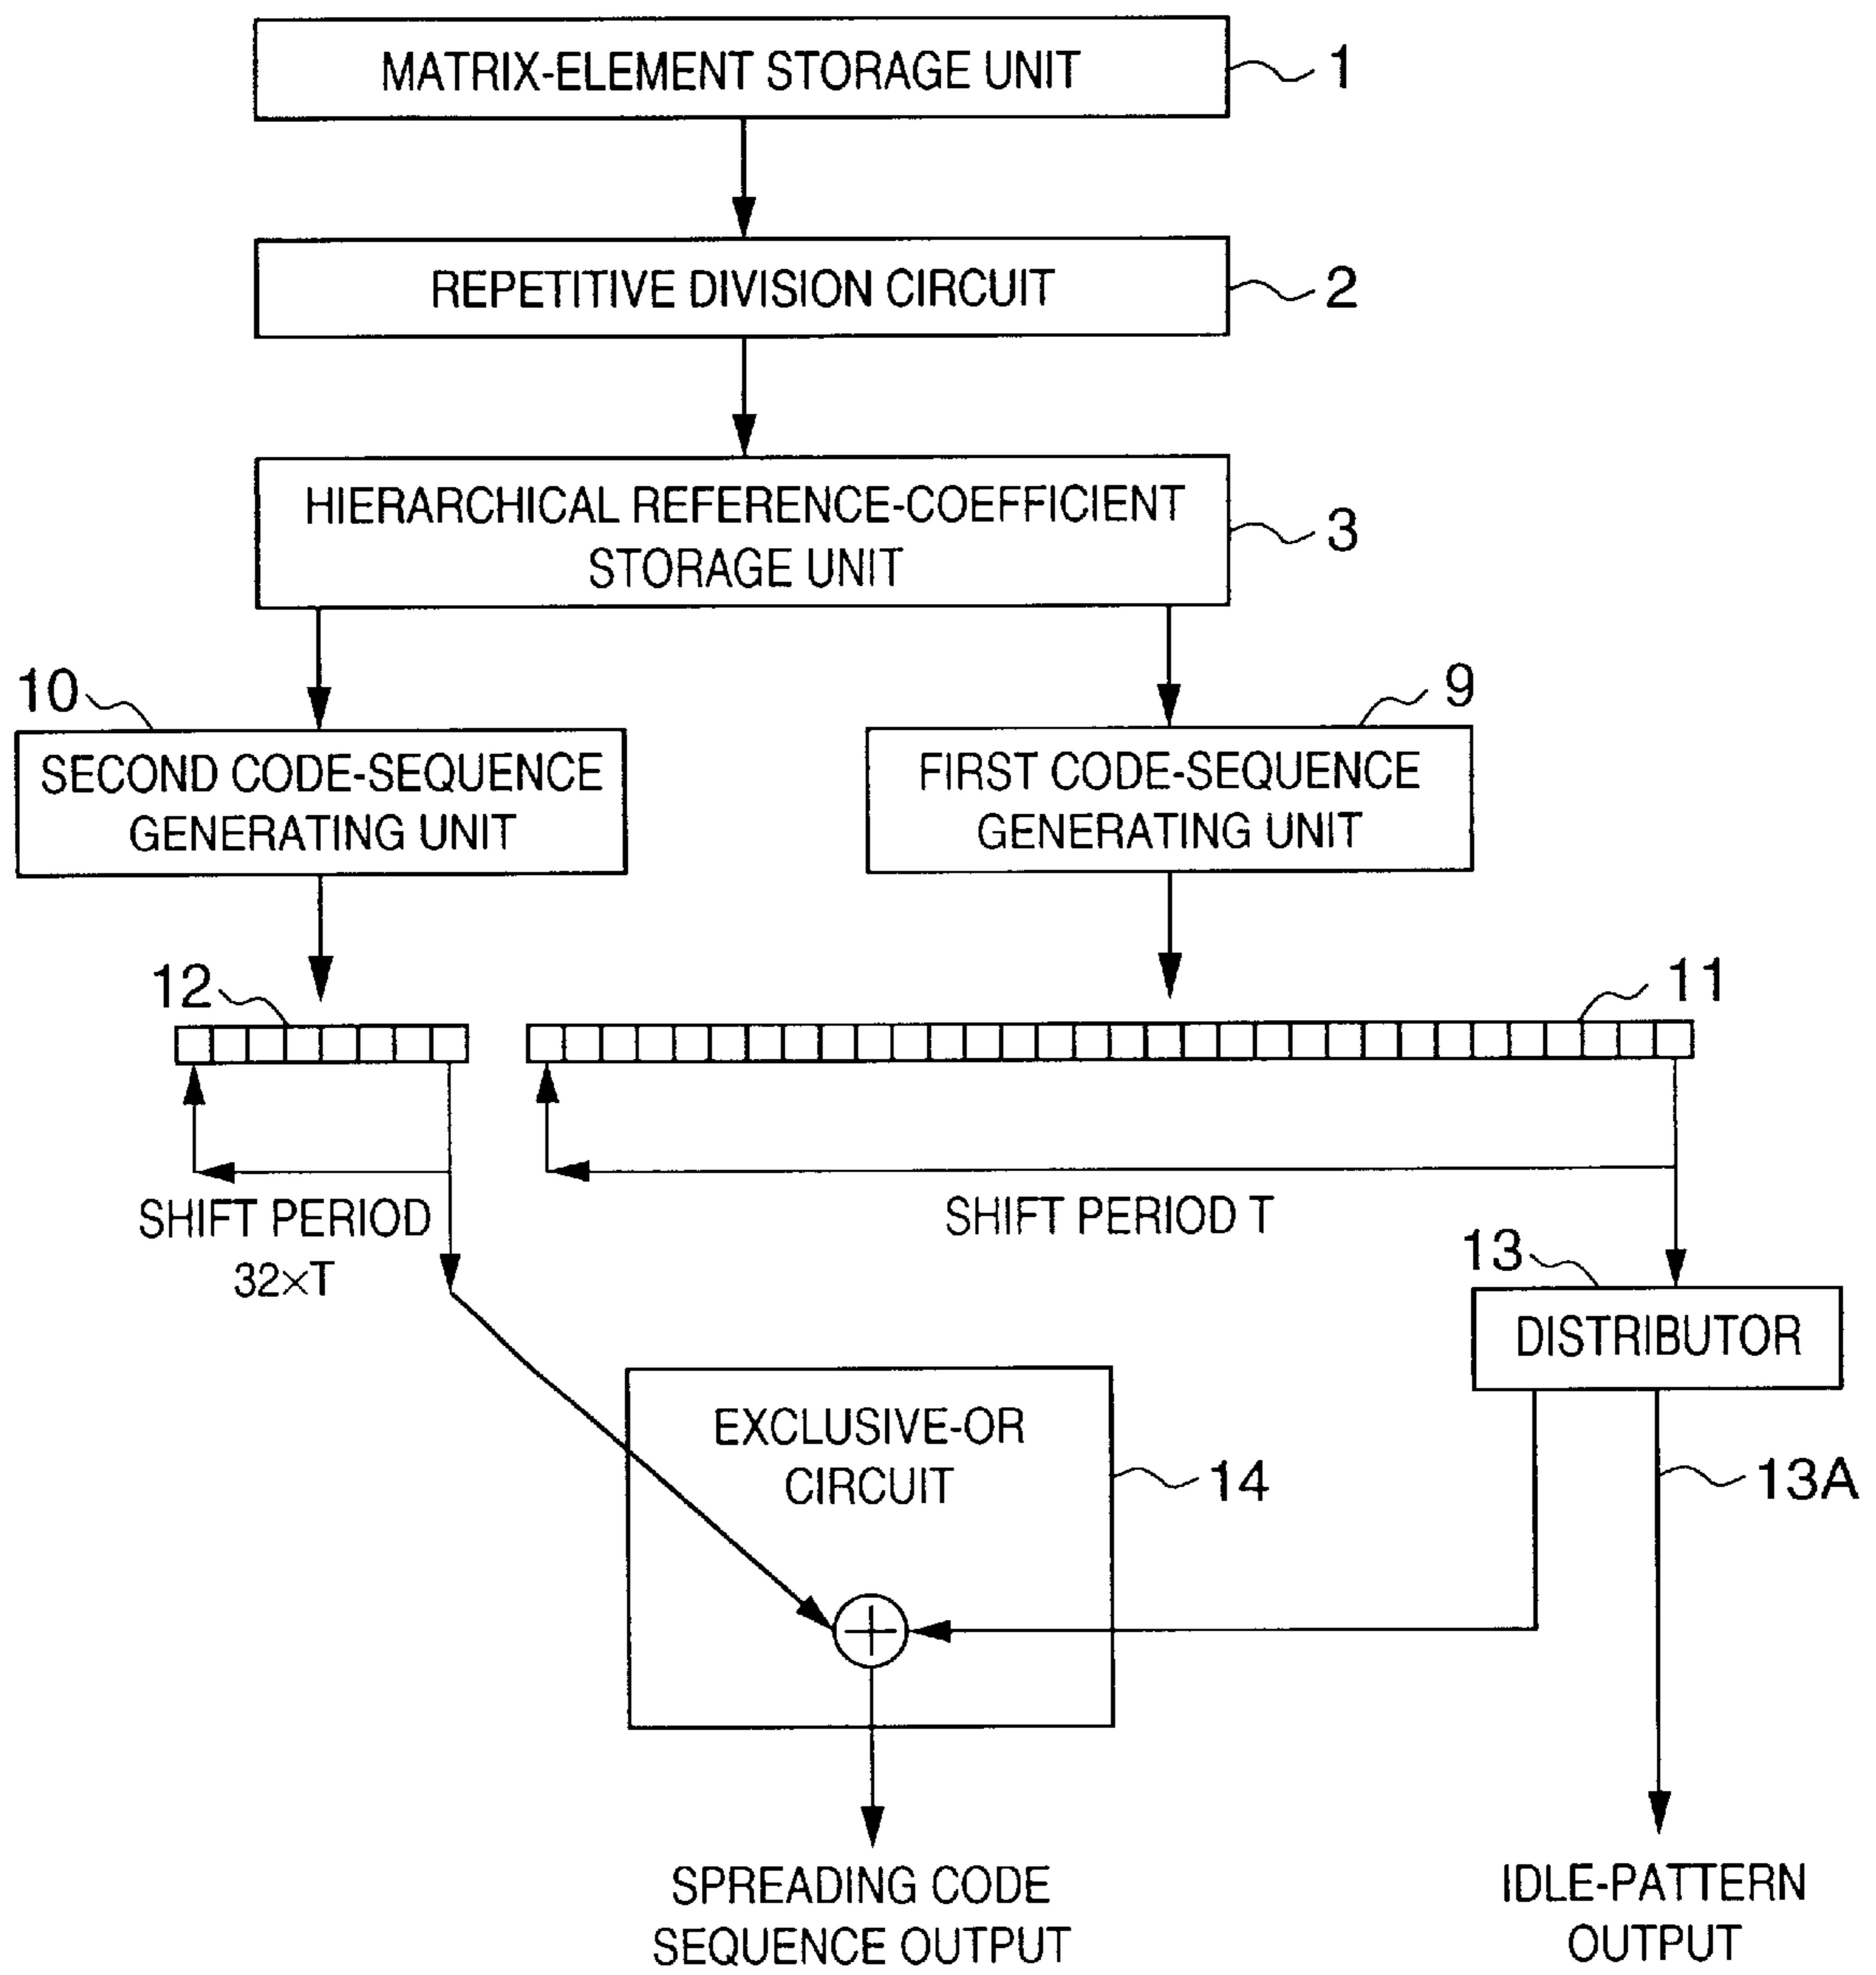 MATRIX-ELEMENT STORAGE UNIT
1
REPETITIVE DIVISION CIRCUIT
2
HIERARCHICAL REFERENCE-COEFFICIENT
STORAGE UNIT
3
10
SECOND CODE-SEQUENCE
GENERATING UNIT
9
FIRST CODE-SEQUENCE
GENERATING UNIT
12
11
SHIFT PERIOD
32×T
SHIFT PERIOD T
13
DISTRIBUTOR
EXCLUSIVE-OR
CIRCUIT
14
13A
SPREADING CODE
SEQUENCE OUTPUT
IDLE-PATTERN
OUTPUT